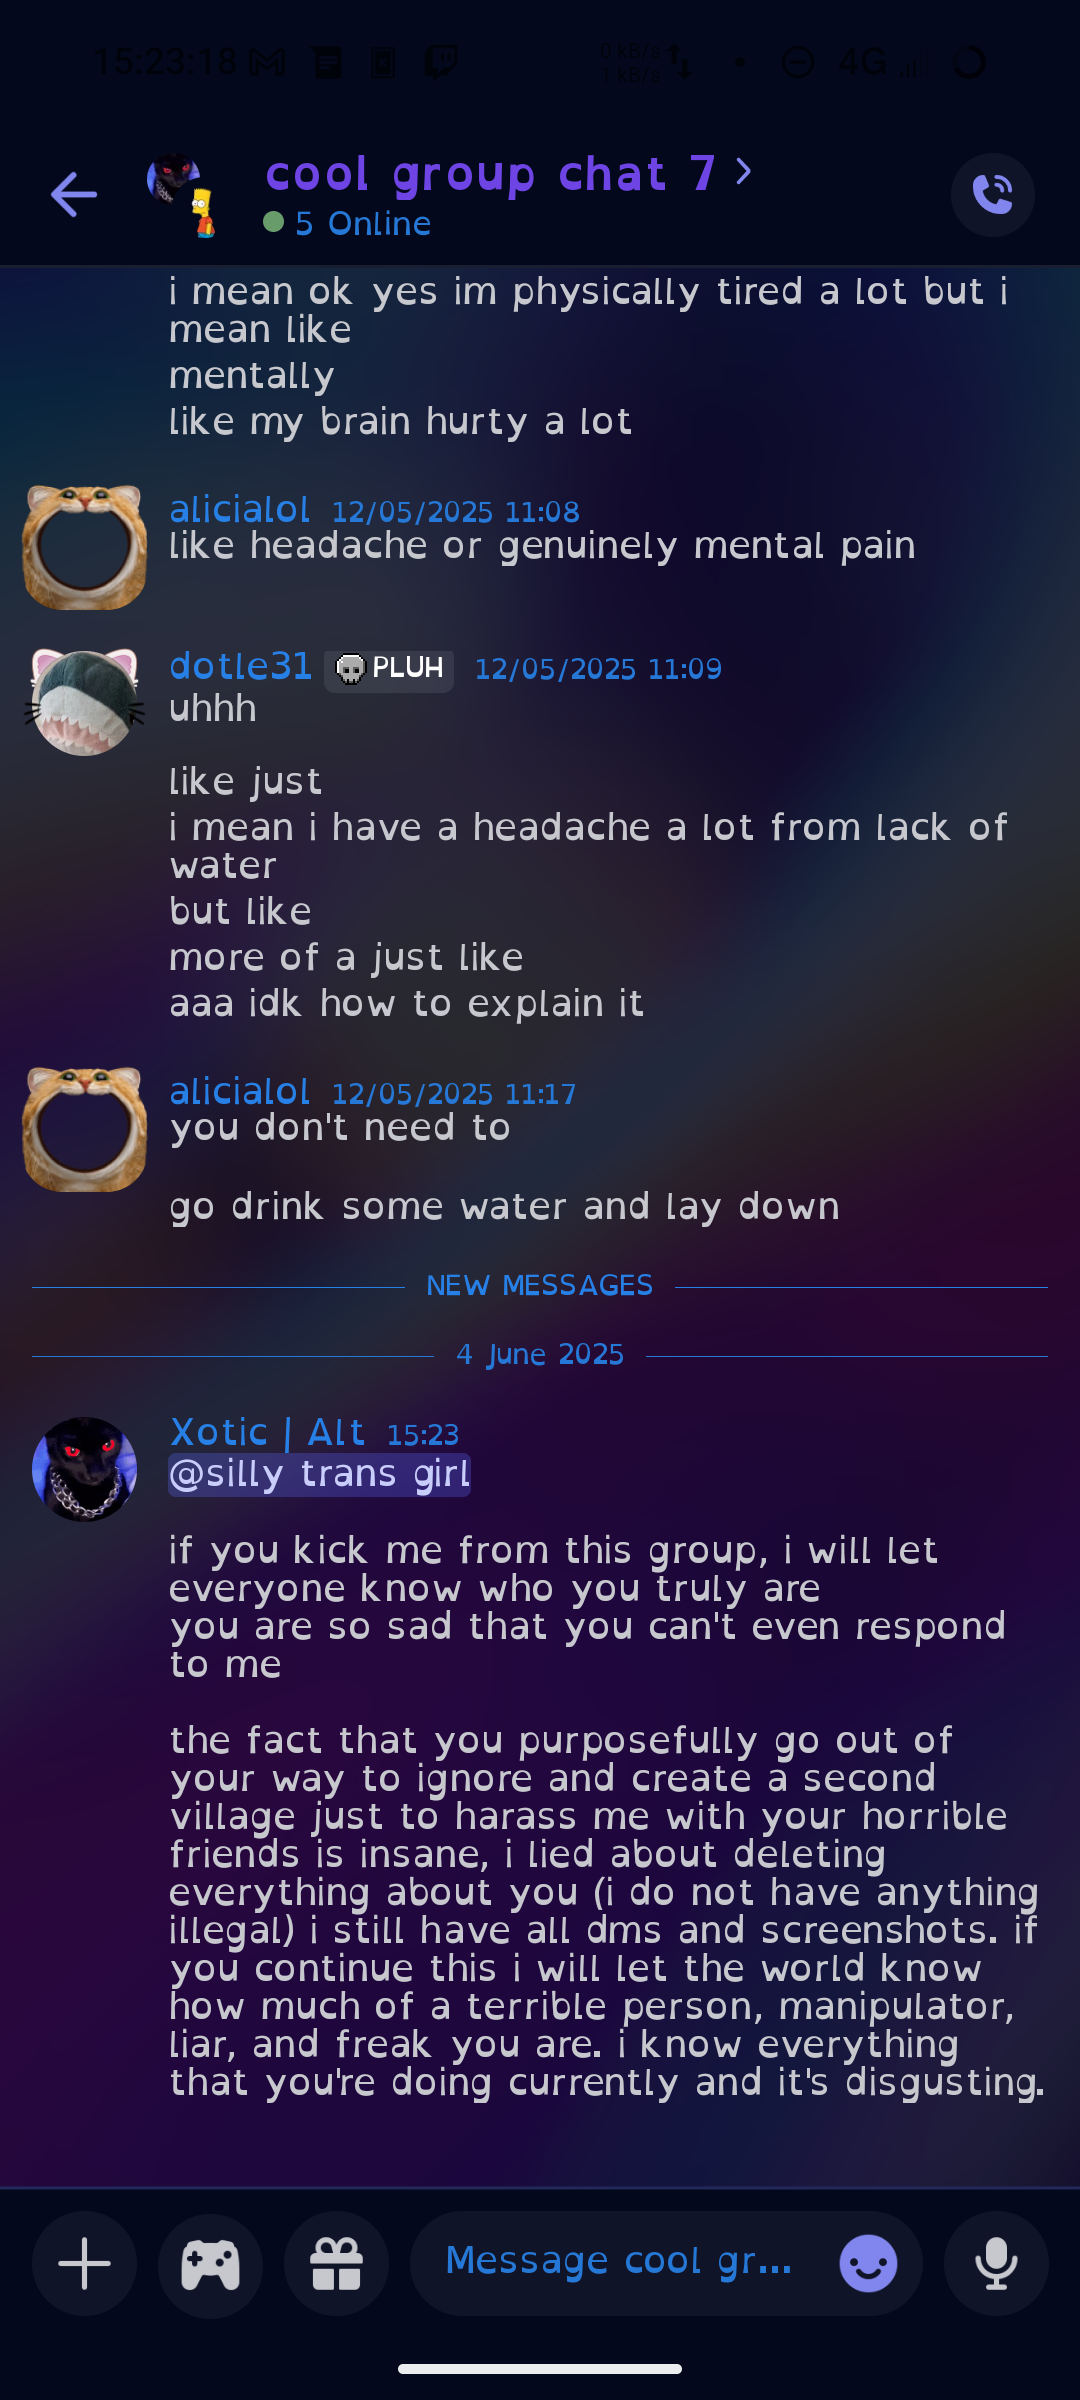 15:23:18
0 kB/s
1 kB/s
4G
cool group chat 7
5 Online
i mean ok yes im physically tired a lot but i
mean like
mentally
like my brain hurty a lot
alicialol 12/05/2025 11:08
like headache or genuinely mental pain
dotle31 PLUH 12/05/2025 11:09
uhhh
like just
i mean i have a headache a lot from lack of
water
but like
more of a just like
aaa idk how to explain it
alicialol 12/05/2025 11:17
you don't need to
go drink some water and lay down
NEW MESSAGES
4 June 2025
Xotic | Alt 15:23
@silly trans girl
if you kick me from this group, i will let
everyone know who you truly are
you are so sad that you can't even respond
to me
the fact that you purposefully go out of
your way to ignore and create a second
village just to harass me with your horrible
friends is insane, i lied about deleting
everything about you (i do not have anything
illegal) i still have all dms and screenshots. if
you continue this i will let the world know
how much of a terrible person, manipulator,
liar, and freak you are. i know everything
that you're doing currently and it's disgusting.
Message cool gr...